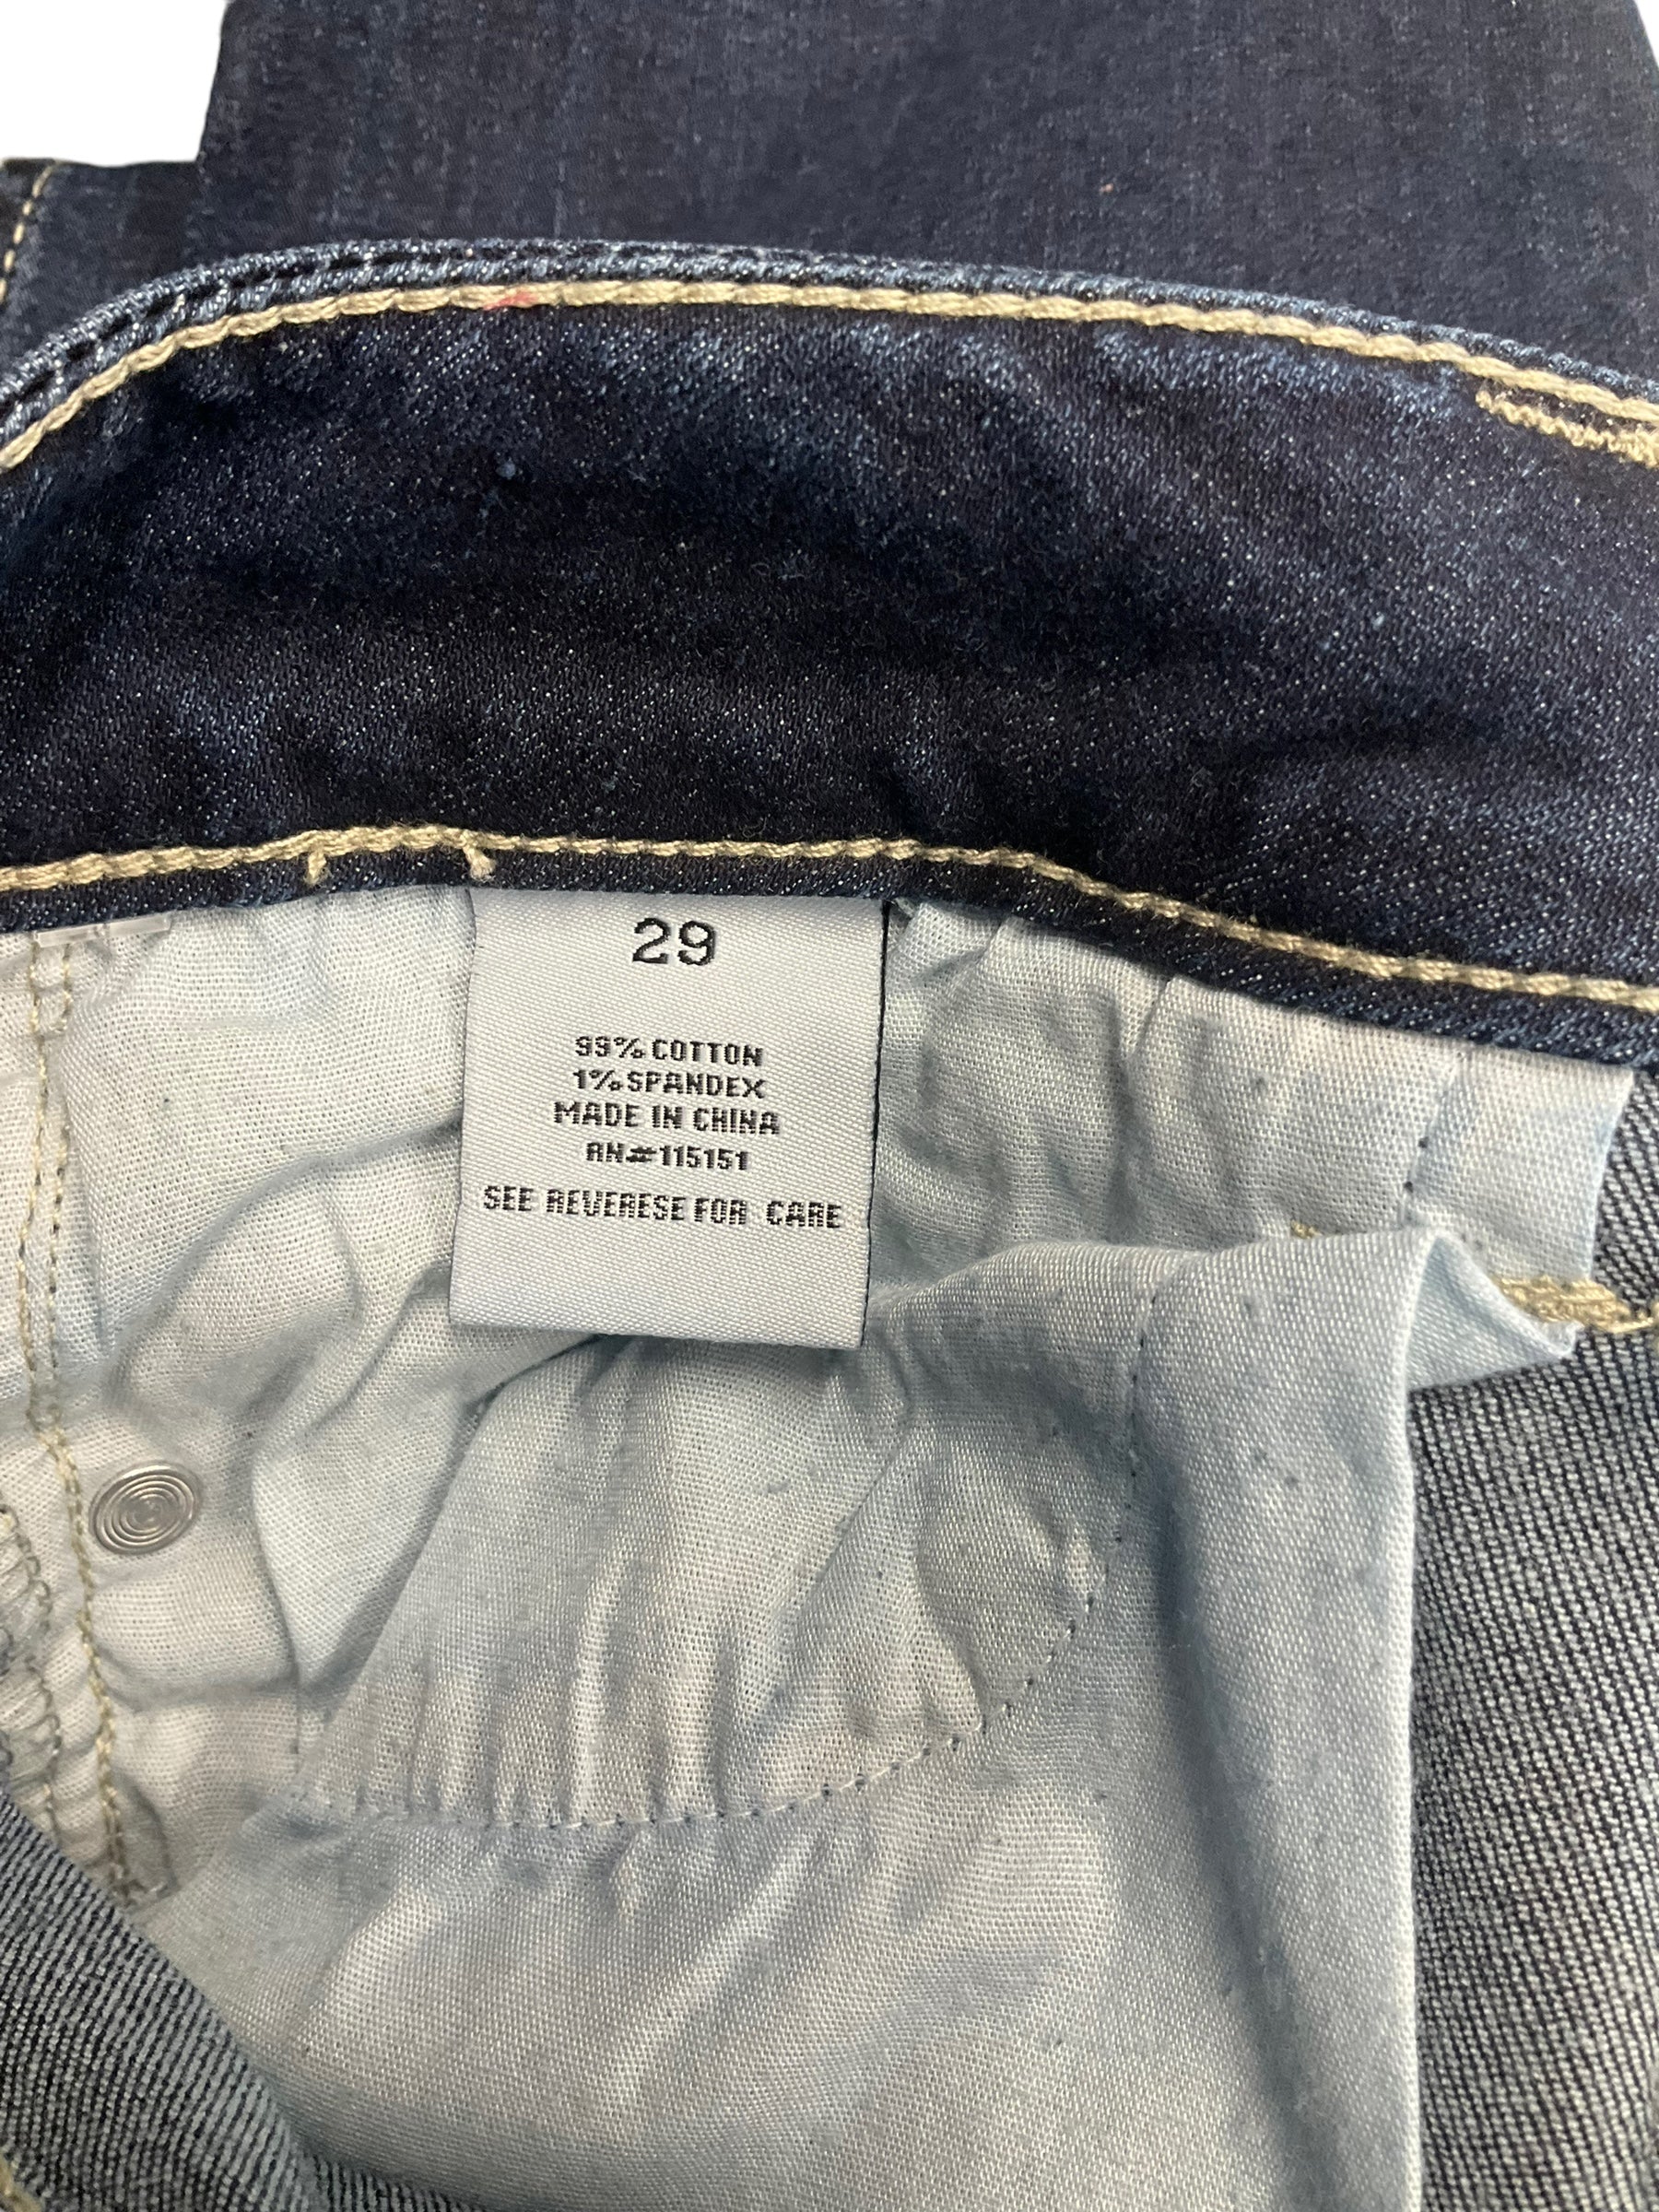 29
99% COTTON
1% SPANDEX
MADE IN CHINA
RN#115151
SEE REVERESE FOR CARE